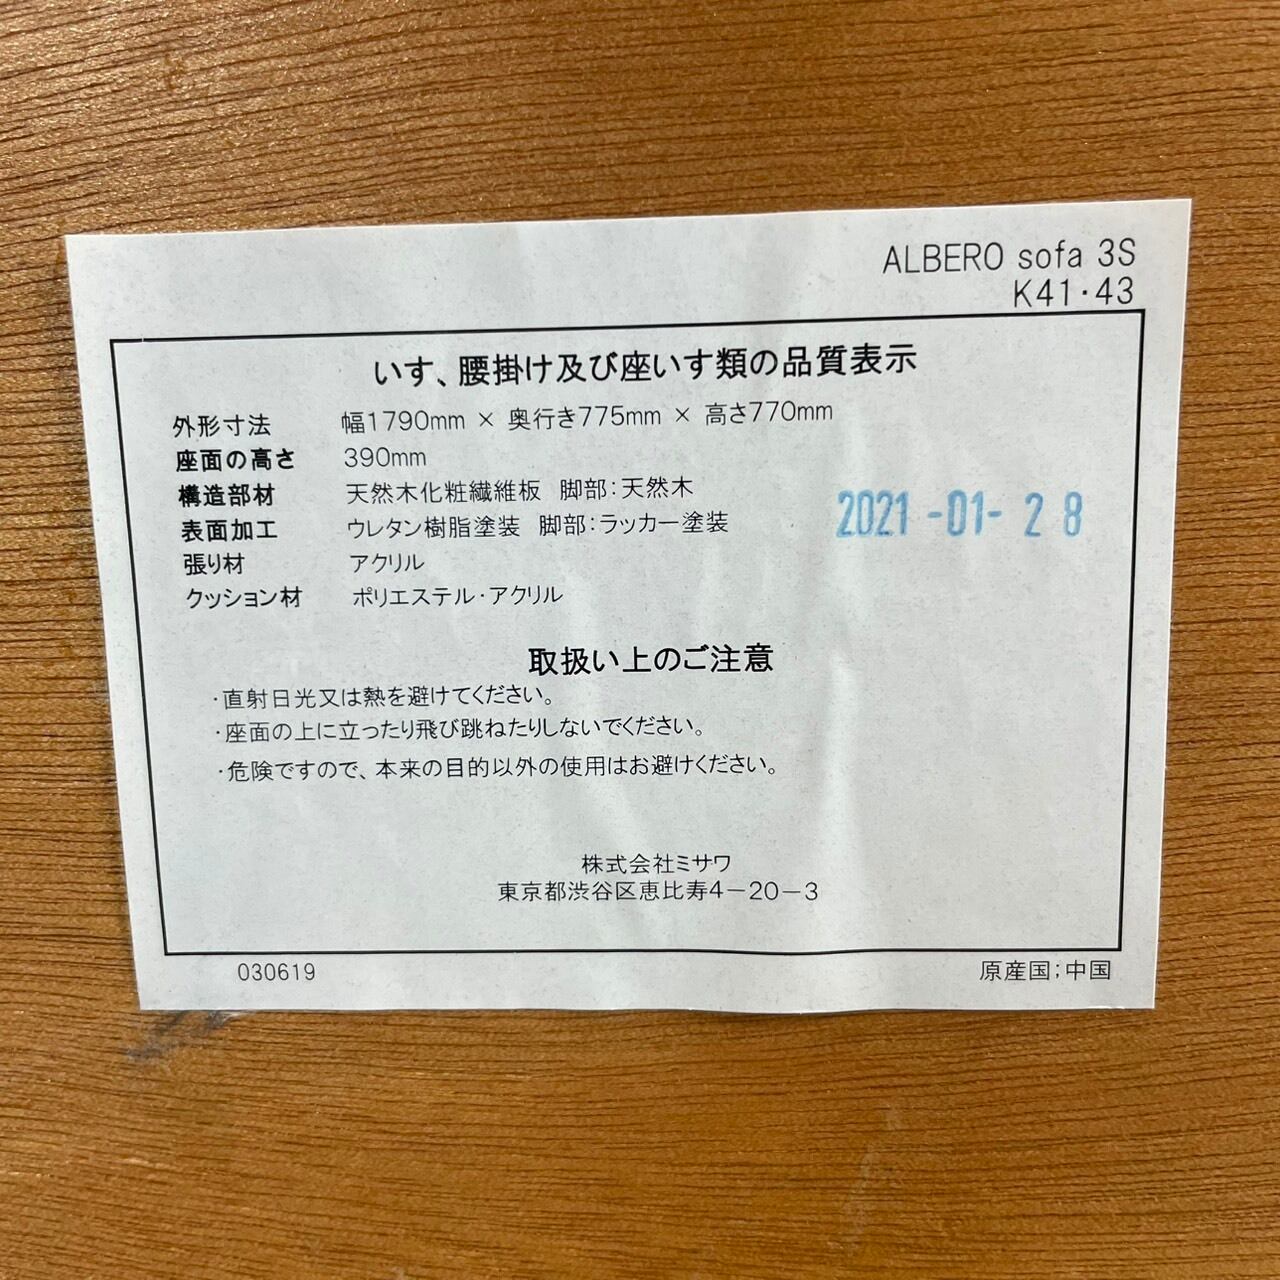 ALBERO sofa 3S
K41・43
いす、腰掛け及び座いす類の品質表示
外形寸法 幅1790mm × 奥行き775mm × 高さ770mm
座面の高さ 390mm
構造部材 天然木化粧繊維板 脚部：天然木
表面加工 ウレタン樹脂塗装 脚部：ラッカー塗装
張り材 アクリル
クッション材 ポリエステル・アクリル
2021-01-28
取扱い上のご注意
・直射日光又は熱を避けてください。
・座面の上に立ったり飛び跳ねたりしないでください。
・危険ですので、本来の目的以外の使用はお避けください。
株式会社ミサワ
東京都渋谷区恵比寿4－20－3
030619 原産国；中国